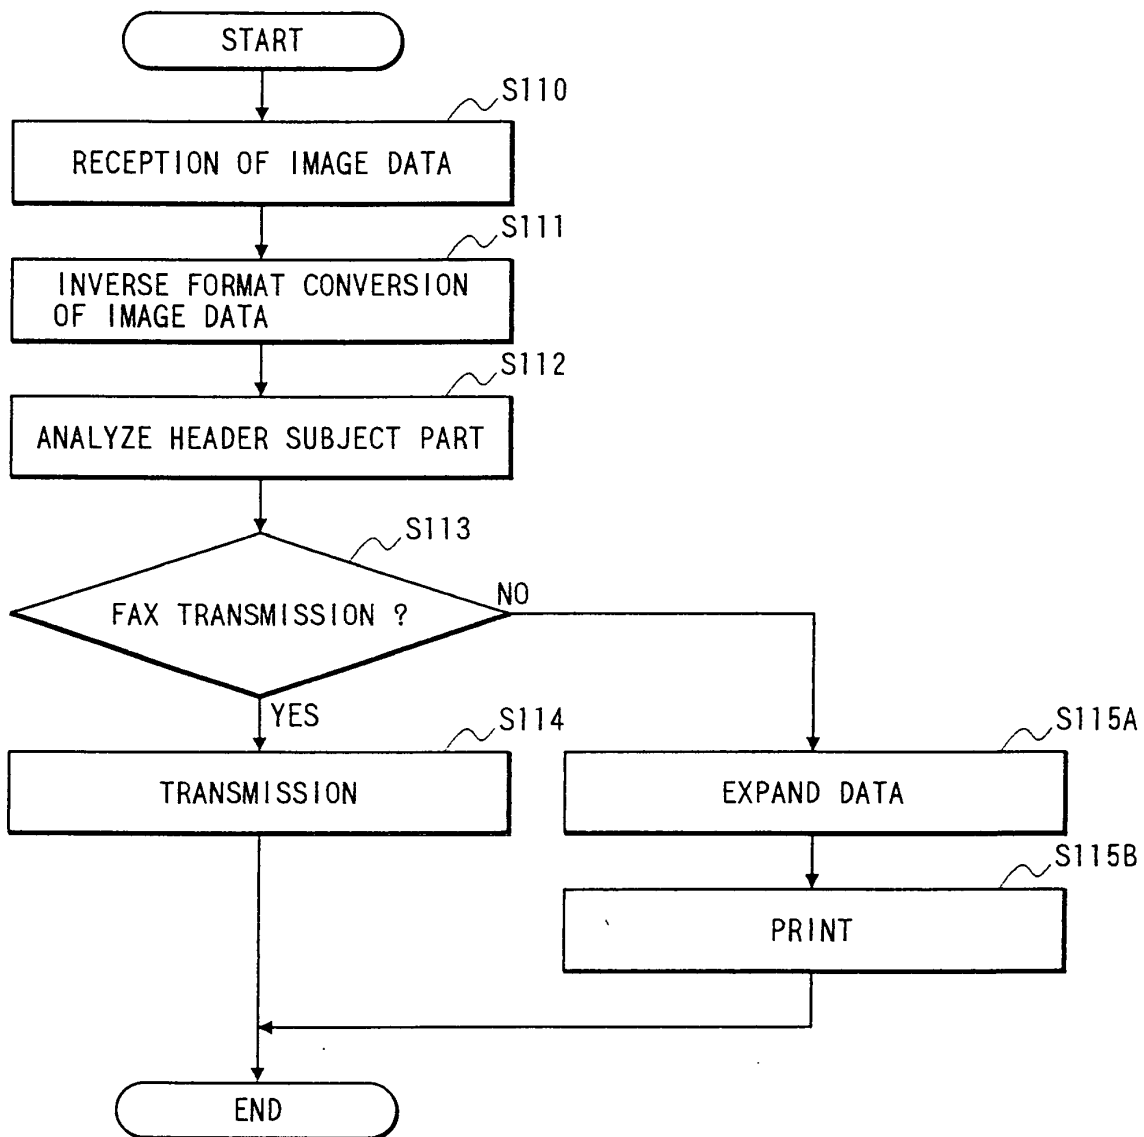 START
S110
RECEPTION OF IMAGE DATA
S111
INVERSE FORMAT CONVERSION
OF IMAGE DATA
S112
ANALYZE HEADER SUBJECT PART
S113
FAX TRANSMISSION ?
NO
YES
S114
TRANSMISSION
S115A
EXPAND DATA
S115B
PRINT
END